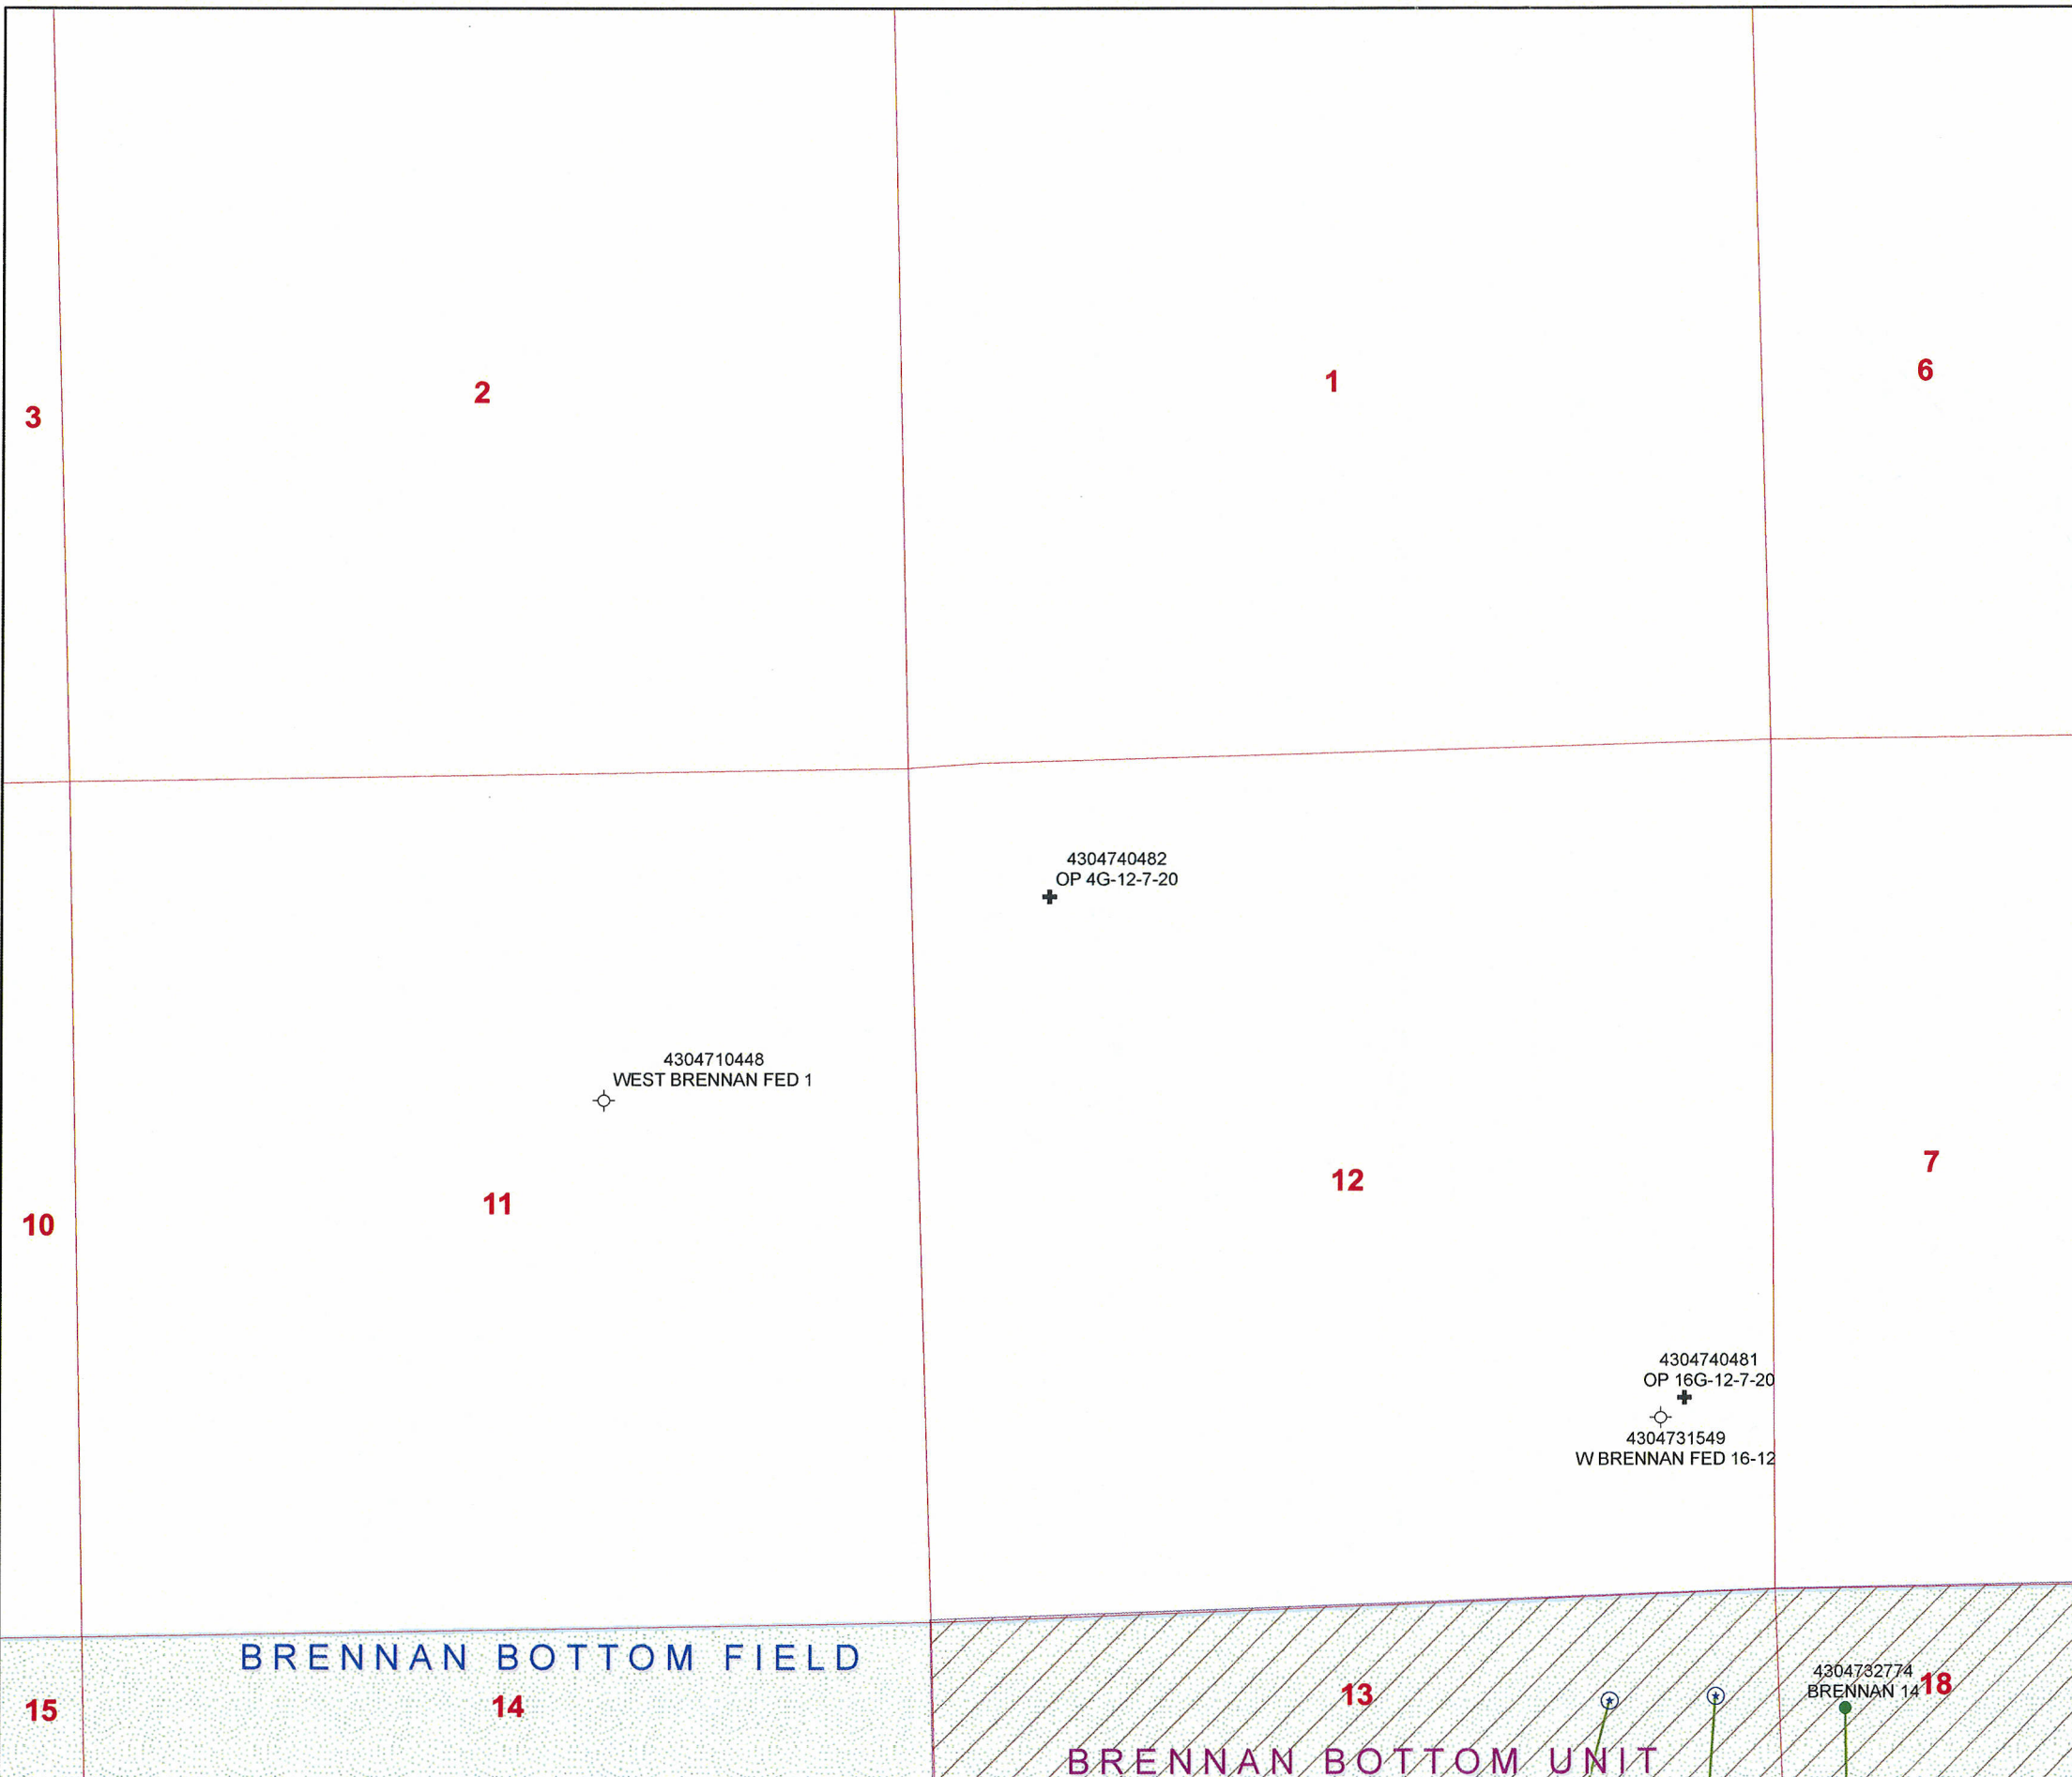 6
1
2
3
4304740482
OP 4G-12-7-20
4304710448
WEST BRENNAN FED 1
7
12
11
10
4304740481
OP 16G-12-7-20
4304731549
W BRENNAN FED 16-12
BRENNAN BOTTOM FIELD
4304732774
BRENNAN 14
18
13
14
15
BRENNAN BOTTOM UNIT